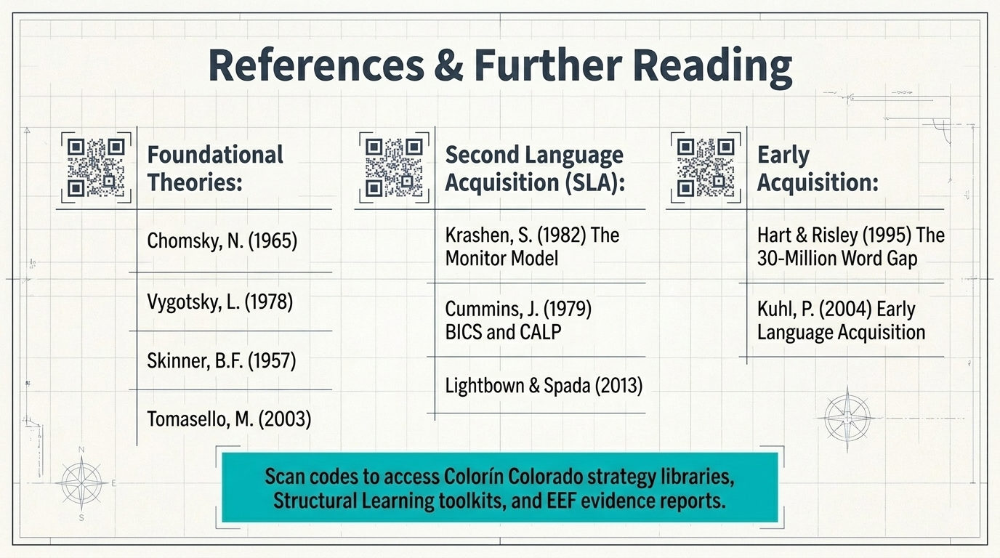 References & Further Reading
Foundational
Theories:
Chomsky, N. (1965)
Vygotsky, L. (1978)
Skinner, B.F. (1957)
Tomasello, M. (2003)
Second Language
Acquisition (SLA):
Krashen, S. (1982) The
Monitor Model
Cummins, J. (1979)
BICS and CALP
Lightbown & Spada (2013)
Early
Acquisition:
Hart & Risley (1995) The
30-Million Word Gap
Kuhl, P. (2004) Early
Language Acquisition
N
E
S
Scan codes to access Colorín Colorado strategy libraries,
Structural Learning toolkits, and EEF evidence reports.